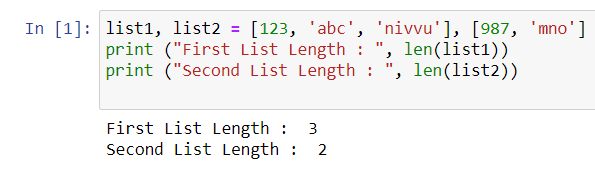 In [1]: list1, list2 = [123, 'abc', 'nivvu'], [987, 'mno']
print ("First List Length : ", len(list1))
print ("Second List Length : ", len(list2))
First List Length :  3
Second List Length :  2